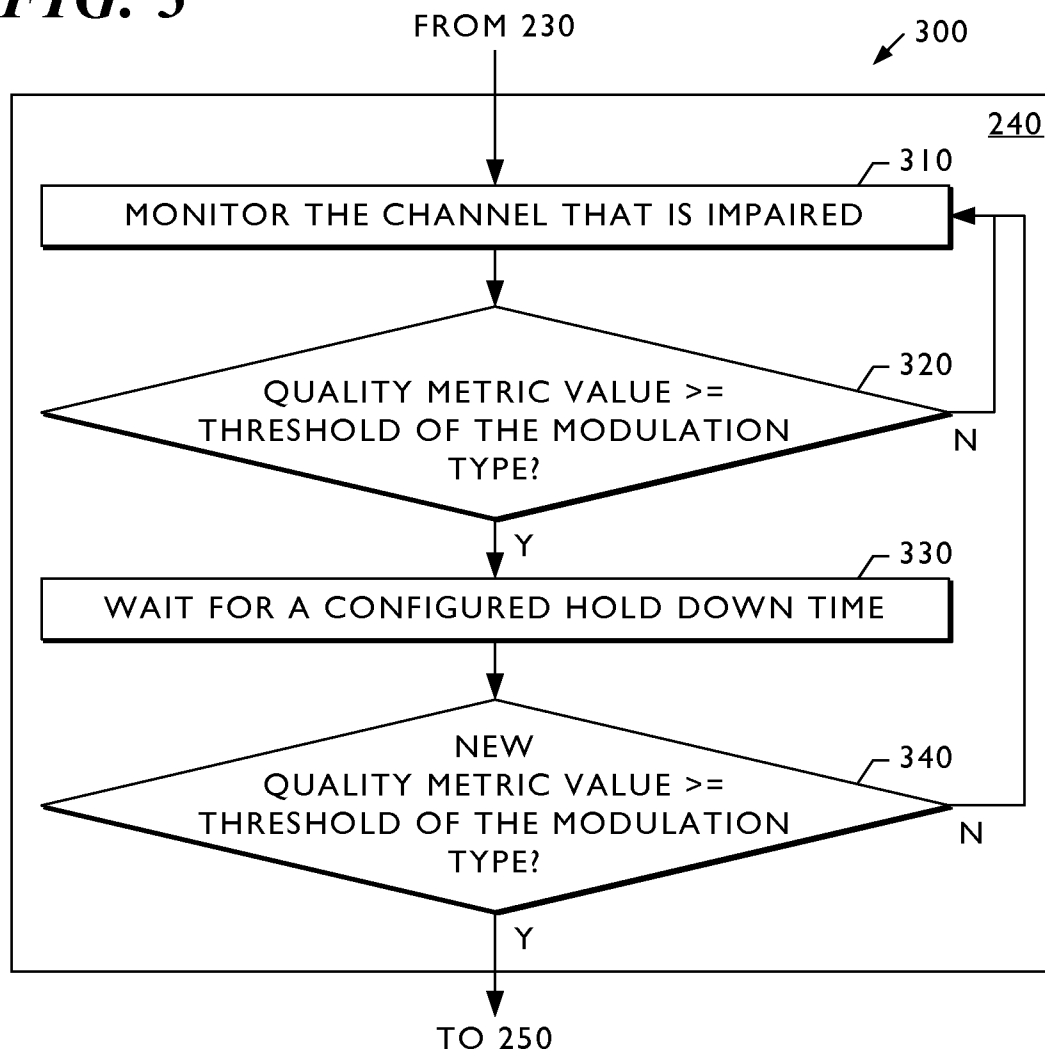 FIG. 3
FROM 230
300
240
310
MONITOR THE CHANNEL THAT IS IMPAIRED
320
QUALITY METRIC VALUE >=
THRESHOLD OF THE MODULATION
TYPE?
N
Y
330
WAIT FOR A CONFIGURED HOLD DOWN TIME
340
NEW
QUALITY METRIC VALUE >=
THRESHOLD OF THE MODULATION
TYPE?
N
Y
TO 250